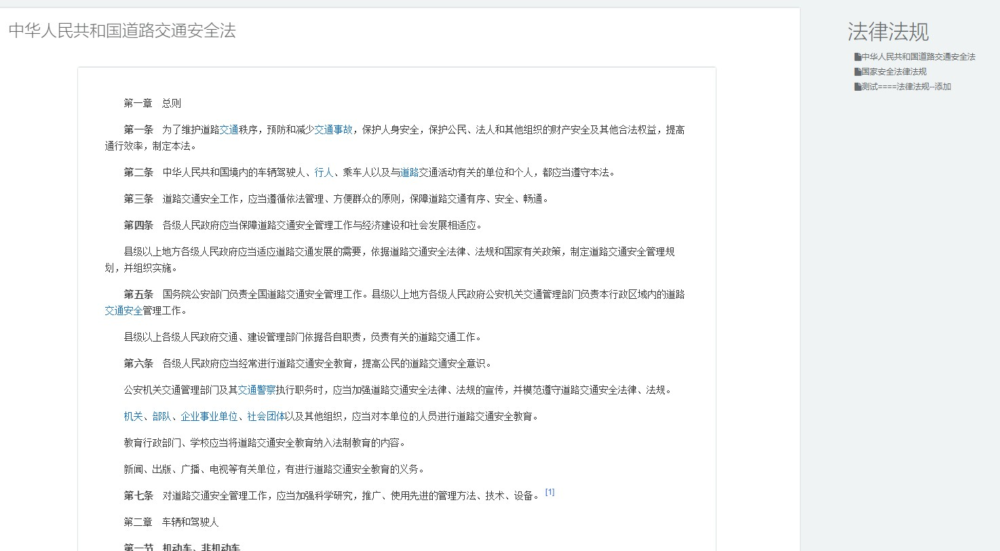 中华人民共和国道路交通安全法
第一章 总则
第一条 为了维护道路交通秩序，预防和减少交通事故，保护人身安全，保护公民、法人和其他组织的财产安全及其他合法权益，提高
通行效率，制定本法。
第二条 中华人民共和国境内的车辆驾驶人、行人、乘车人以及与道路交通活动有关的单位和个人，都应当遵守本法。
第三条 道路交通安全工作，应当遵循依法管理、方便群众的原则，保障道路交通有序、安全、畅通。
第四条 各级人民政府应当保障道路交通安全管理工作与经济建设和社会发展相适应。
县级以上地方各级人民政府应当适应道路交通发展的需要，依据道路交通安全法律、法规和国家有关政策，制定道路交通安全管理规
划，并组织实施。
第五条 国务院公安部门负责全国道路交通安全管理工作。县级以上地方各级人民政府公安机关交通管理部门负责本行政区域内的道路
交通安全管理工作。
县级以上各级人民政府交通、建设管理部门依据各自职责，负责有关的道路交通工作。
第六条 各级人民政府应当经常进行道路交通安全教育，提高公民的道路交通安全意识。
公安机关交通管理部门及其交通警察执行职务时，应当加强道路交通安全法律、法规的宣传，并模范遵守道路交通安全法律、法规。
机关、部队、企业事业单位、社会团体以及其他组织，应当对本单位的人员进行道路交通安全教育。
教育行政部门、学校应当将道路交通安全教育纳入法制教育的内容。
新闻、出版、广播、电视等有关单位，有进行道路交通安全教育的义务。
第七条 对道路交通安全管理工作，应当加强科学研究，推广、使用先进的管理方法、技术、设备。 [1]
第二章 车辆和驾驶人
第一节 机动车、非机动车
法律法规
中华人民共和国道路交通安全法
国家安全法律法规
测试====法律法规--添加